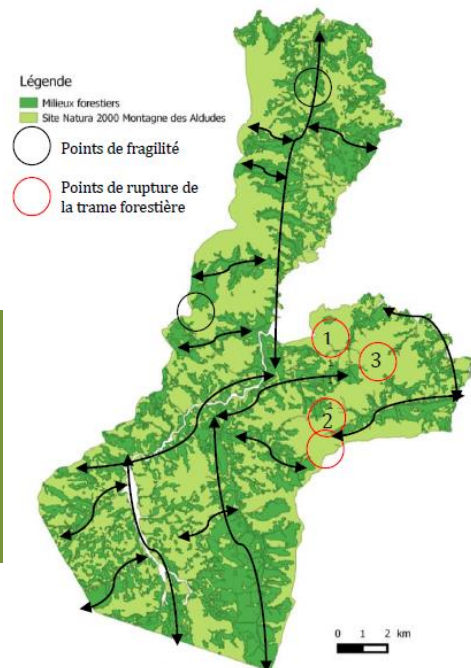 Légende
Milieux forestiers
Site Natura 2000 Montagne des Aldudes
Points de fragilité
Points de rupture de
la trame forestière
1
3
2
0 1 2 km